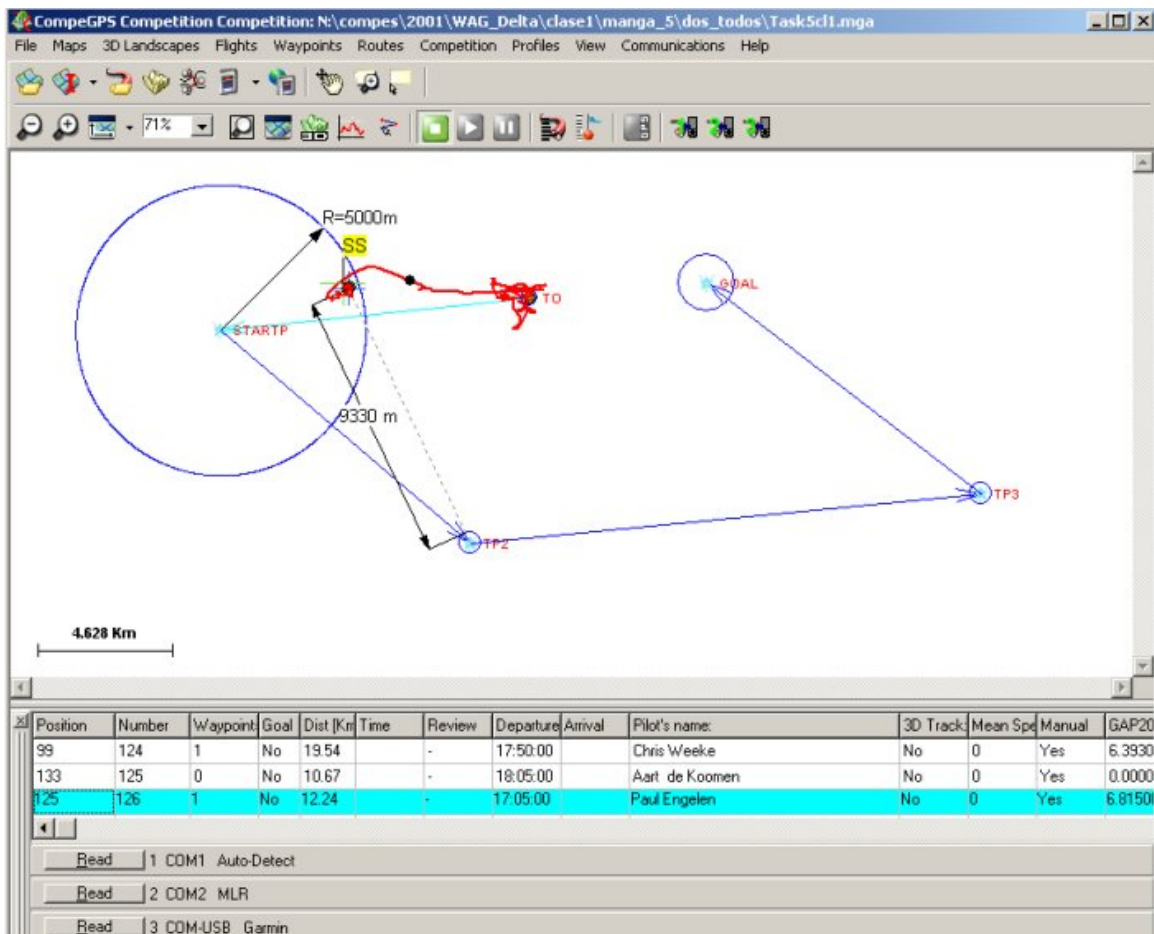 CompeGPS Competition Competition: N:\compes\2001\WAG_Delta\clase1\manga_5\dos_todos\Task5cl1.mga
File Maps 3D Landscapes Flights Waypoints Routes Competition Profiles View Communications Help
71%
R=5000m
SS
GOAL
TO
STARTP
9330 m
TP3
TP2
4.628 Km
Position Number Waypoint: Goal Dist [Km Time Review Departure Arrival Pilot's name: 3D Track: Mean Spe Manual GAP20
99 124 1 No 19.54 - 17:50:00 Chris Weeke No 0 Yes 6.3930
133 125 0 No 10.67 - 18:05:00 Aart de Koomen No 0 Yes 0.0000
125 126 1 No 12.24 - 17:05:00 Paul Engelen No 0 Yes 6.8150
Read 1 COM1 Auto-Detect
Read 2 COM2 MLR
Read 3 COM-USB Garmin